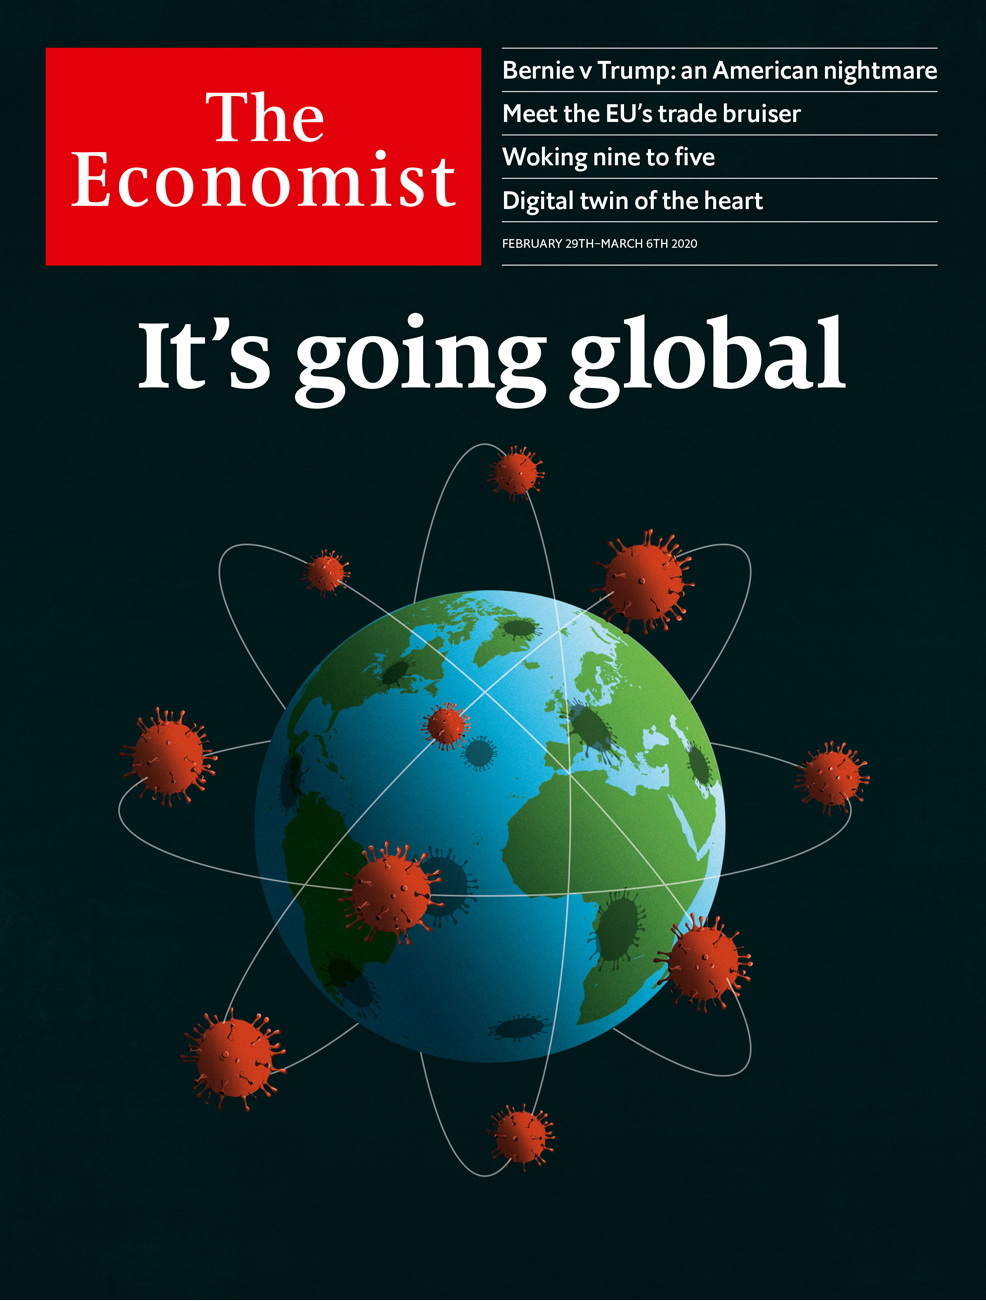 The
Economist
Bernie v Trump: an American nightmare
Meet the EU’s trade bruiser
Woking nine to five
Digital twin of the heart
FEBRUARY 29TH–MARCH 6TH 2020
It’s going global